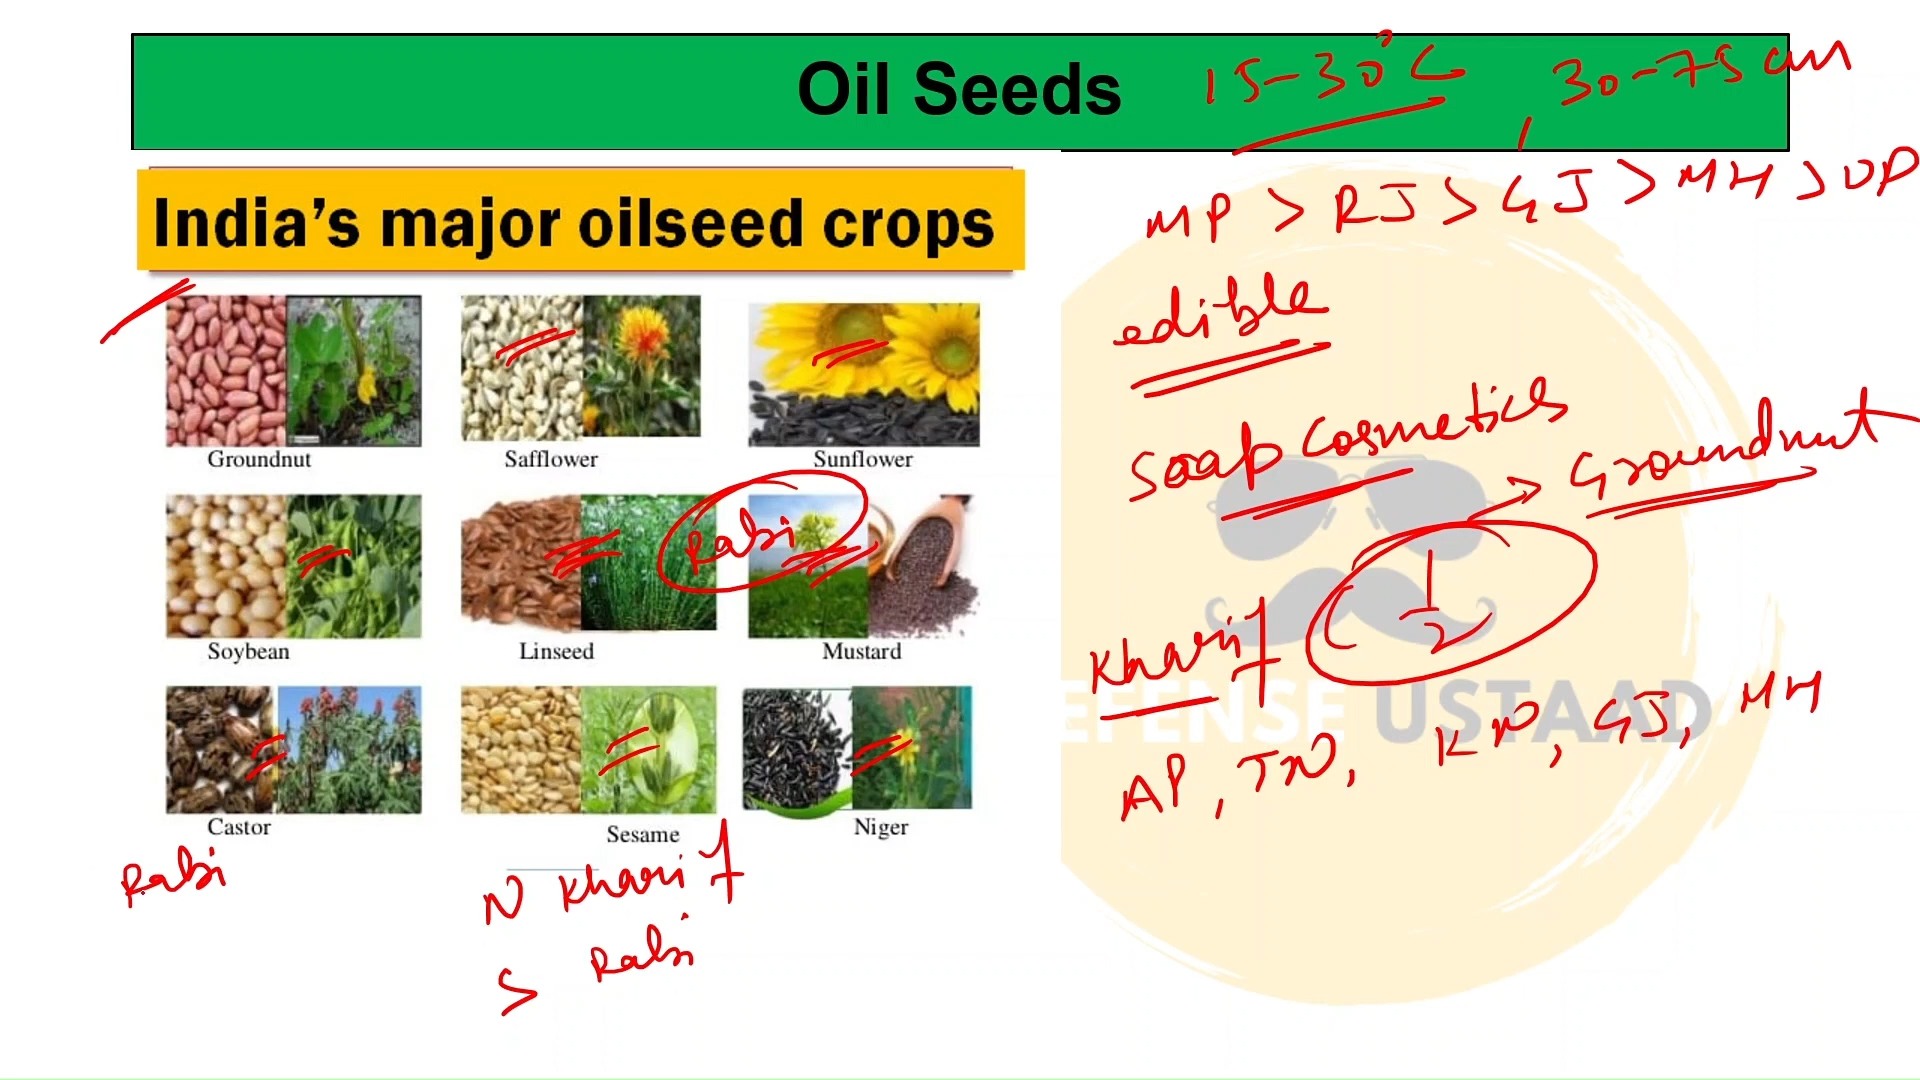 Oil Seeds
15-30°C, 30-75 cm
MP > RJ > GJ > MH > UP
India's major oilseed crops
edible
Soap Cosmetics
Groundnut
1/2
Kharif
AP, TN, KN, GJ, MH
Groundnut Safflower Sunflower
Rabi
Soybean Linseed Mustard
Castor Sesame Niger
Rabi
N Kharif
S Rabi
DEFENSE USTAAD